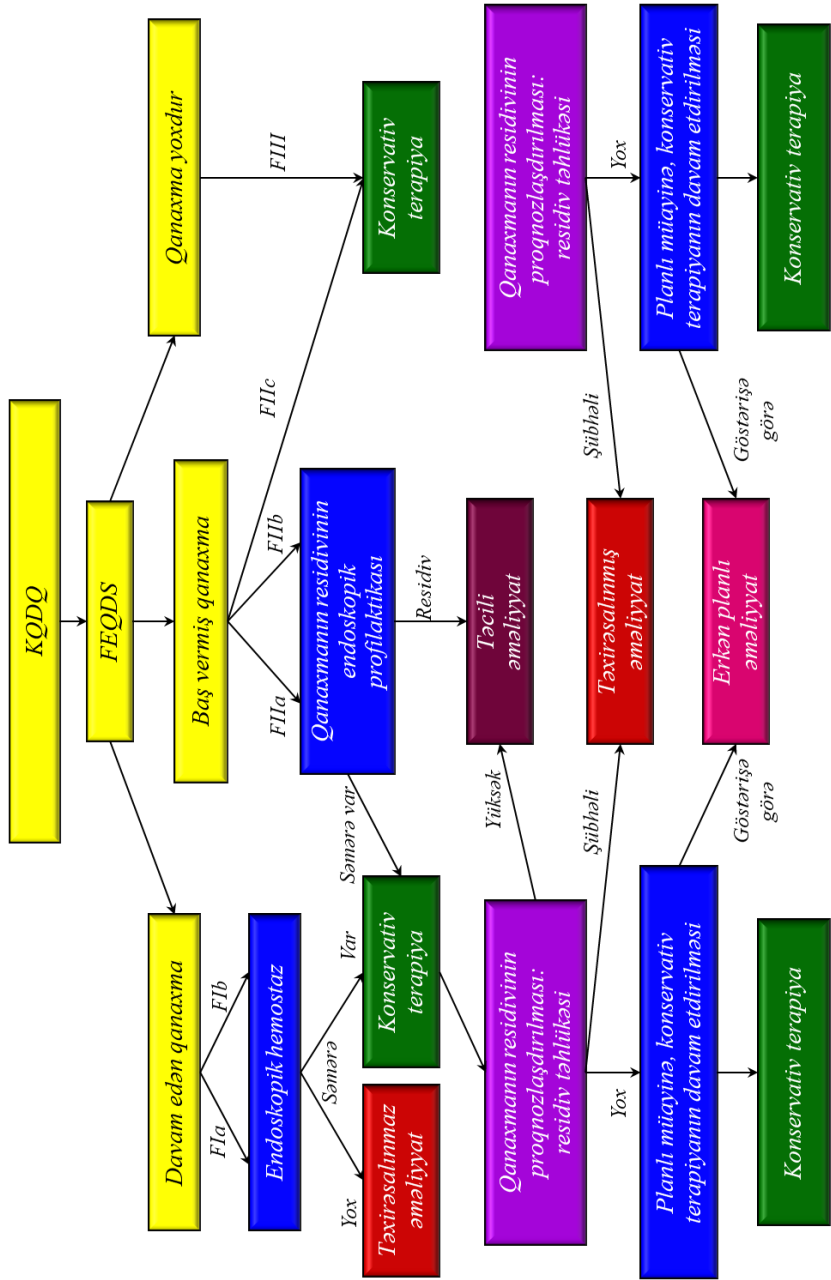 KQDQ
FEQDS
Davam edən qanaxma
Baş vermiş qanaxma
Qanaxma yoxdur
FIa
FIb
Endoskopik hemostaz
FIIa
FIIb
FIIc
FIII
Qanaxmanın residivinin
endoskopik
profilaktikası
Yox
Səmərə
Var
Səmərə var
Təxirəsalınmaz
əməliyyat
Konservativ
terapiya
Residiv
Konservativ
terapiya
Qanaxmanın residivinin
proqnozlaşdırılması:
residiv təhlükəsi
Yüksək
Təcili
əməliyyat
Qanaxmanın residivinin
proqnozlaşdırılması:
residiv təhlükəsi
Yox
Şübhəli
Təxirəsalınmış
əməliyyat
Şübhəli
Yox
Planlı müayinə, konservativ
terapiyanın davam etdirilməsi
Göstərişə
görə
Erkən planlı
əməliyyat
Göstərişə
görə
Planlı müayinə, konservativ
terapiyanın davam etdirilməsi
Konservativ terapiya
Konservativ terapiya